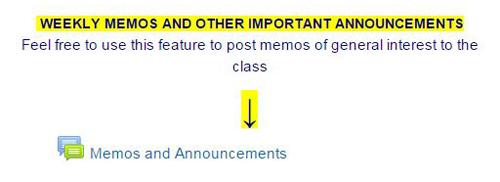 WEEKLY MEMOS AND OTHER IMPORTANT ANNOUNCEMENTS
Feel free to use this feature to post memos of general interest to the
class
↓
Memos and Announcements